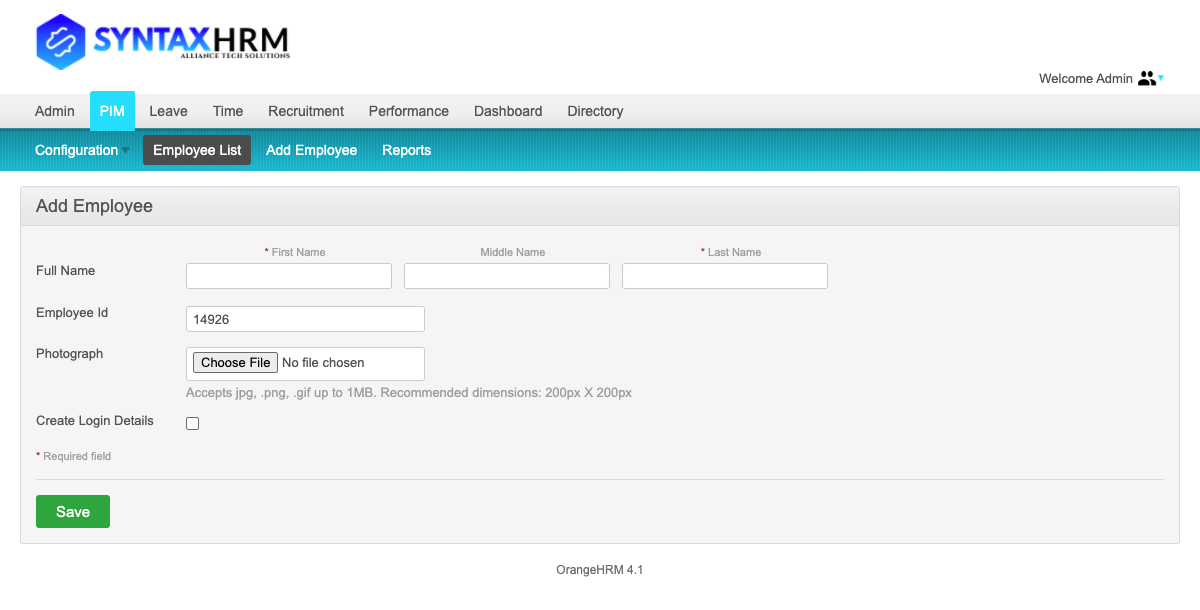 SYNTAXHRM
ALLIANCE TECH SOLUTIONS
Welcome Admin
Admin PIM Leave Time Recruitment Performance Dashboard Directory
Configuration Employee List Add Employee Reports
Add Employee
* First Name Middle Name * Last Name
Full Name
Employee Id 14926
Photograph Choose File No file chosen
Accepts jpg, .png, .gif up to 1MB. Recommended dimensions: 200px X 200px
Create Login Details
* Required field
Save
OrangeHRM 4.1